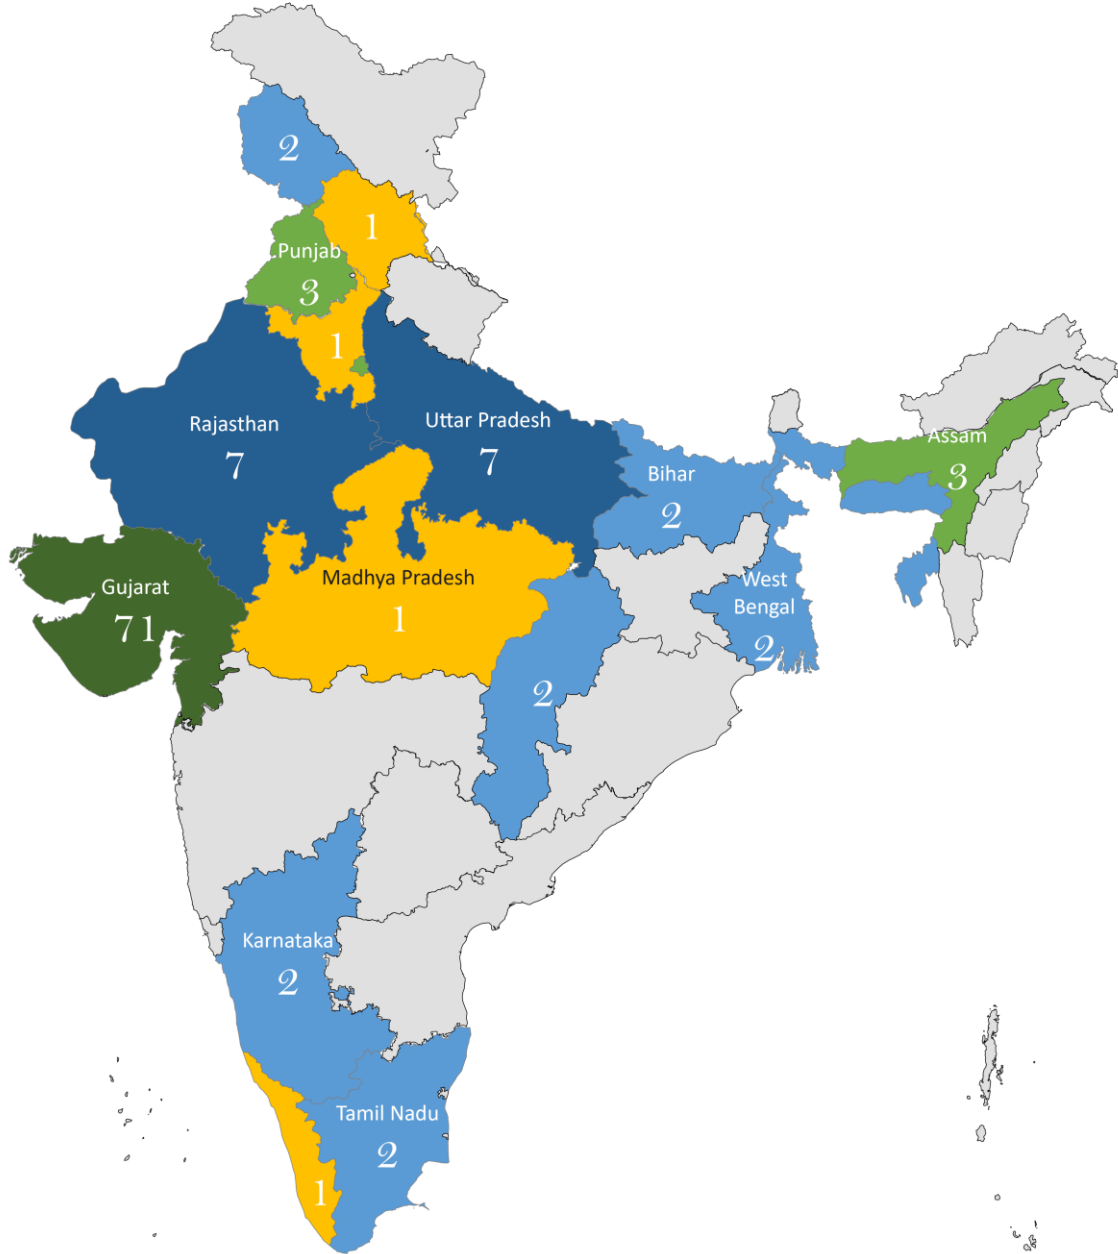 2
1
.Punjab
3
1
Rajasthan
7
Uttar Pradesh
7
Bihar
2
Assam
3
Gujarat
71
Madhya Pradesh
1
West
Bengal
2
2
Karnataka
2
Tamil Nadu
2
1